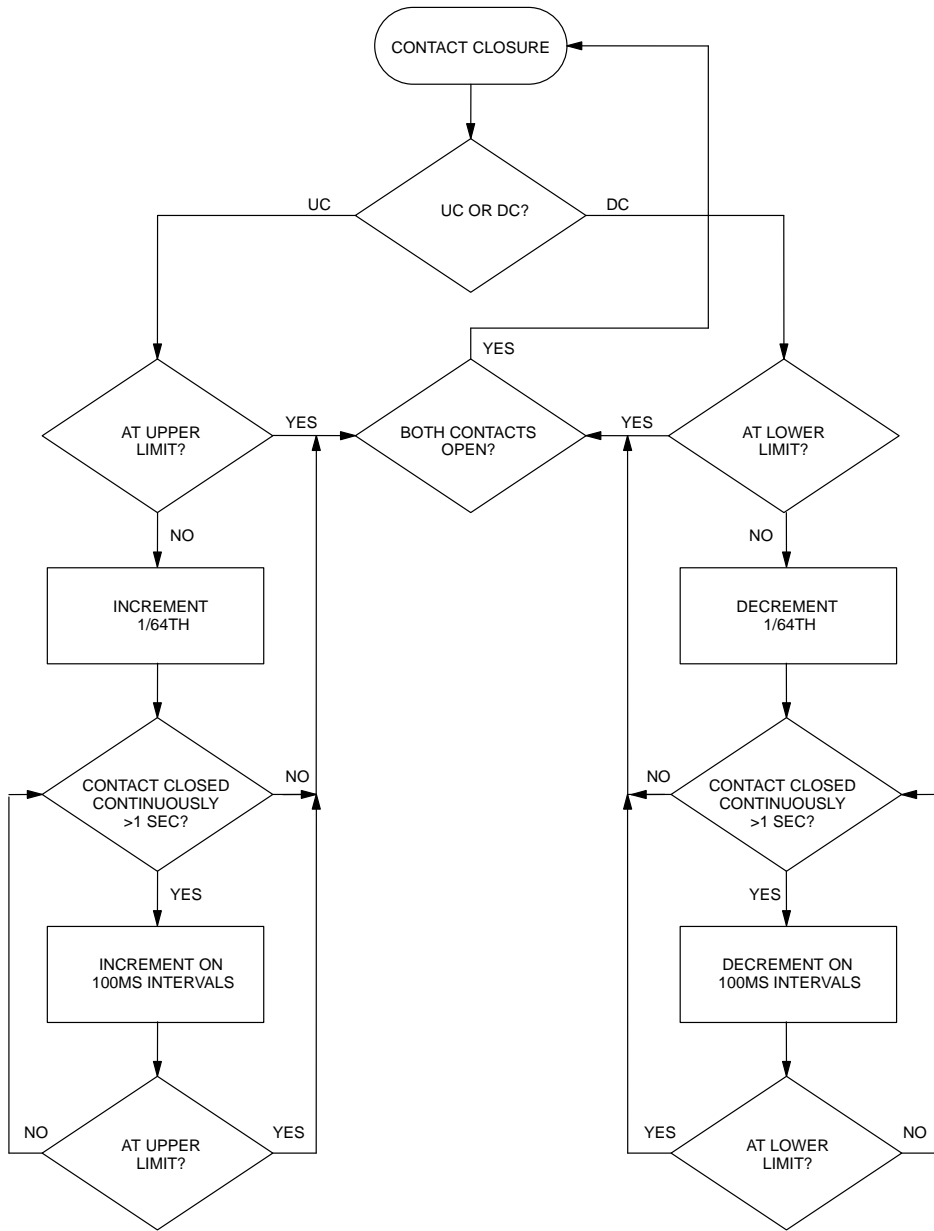 CONTACT CLOSURE
UC
UC OR DC?
DC
YES
AT UPPER
LIMIT?
YES
BOTH CONTACTS
OPEN?
YES
AT LOWER
LIMIT?
NO
NO
INCREMENT
1/64TH
DECREMENT
1/64TH
CONTACT CLOSED
CONTINUOUSLY
>1 SEC?
NO
NO
CONTACT CLOSED
CONTINUOUSLY
>1 SEC?
YES
YES
INCREMENT ON
100MS INTERVALS
DECREMENT ON
100MS INTERVALS
NO
AT UPPER
LIMIT?
YES
YES
AT LOWER
LIMIT?
NO